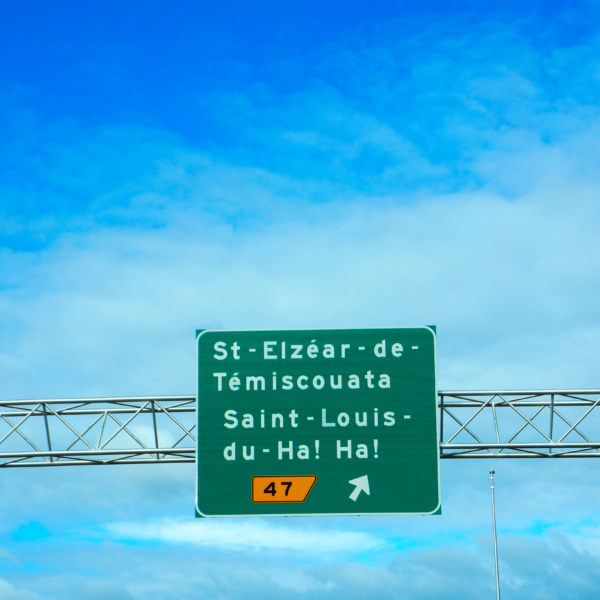 St-Elzéar-de-
Témiscouata
Saint-Louis-
du-Ha! Ha!
47